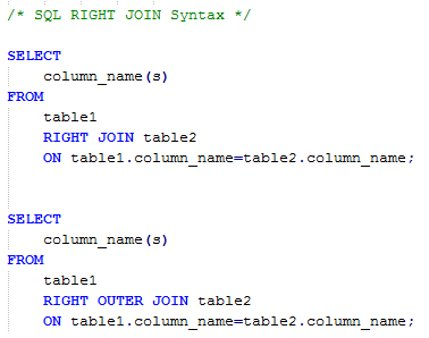 /* SQL RIGHT JOIN Syntax */
SELECT
column_name(s)
FROM
table1
RIGHT JOIN table2
ON table1.column_name=table2.column_name;
SELECT
column_name(s)
FROM
table1
RIGHT OUTER JOIN table2
ON table1.column_name=table2.column_name;